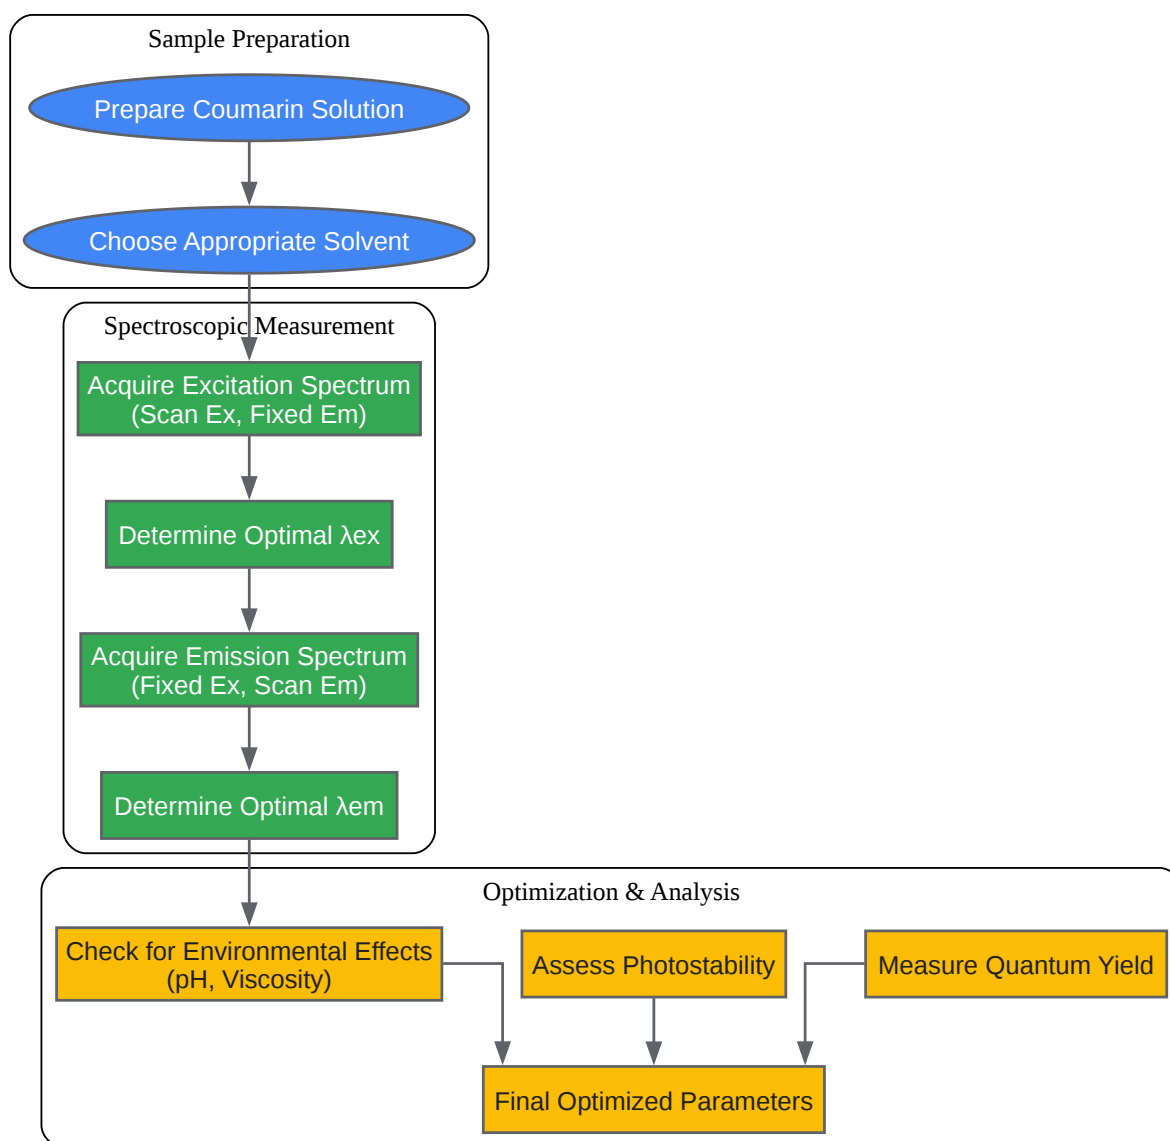 Sample Preparation
Prepare Coumarin Solution
Choose Appropriate Solvent
Spectroscopic Measurement
Acquire Excitation Spectrum
(Scan Ex, Fixed Em)
Determine Optimal λex
Acquire Emission Spectrum
(Fixed Ex, Scan Em)
Determine Optimal λem
Optimization & Analysis
Check for Environmental Effects
(pH, Viscosity)
Assess Photostability
Measure Quantum Yield
Final Optimized Parameters